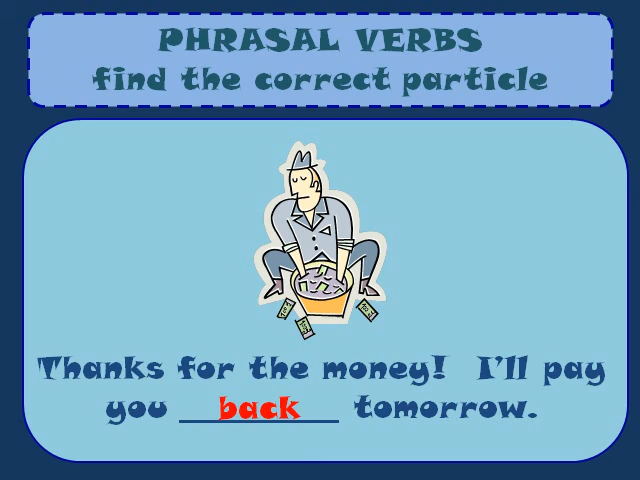 PHRASAL VERBS
find the correct particle
Thanks for the money! I'll pay
you back tomorrow.